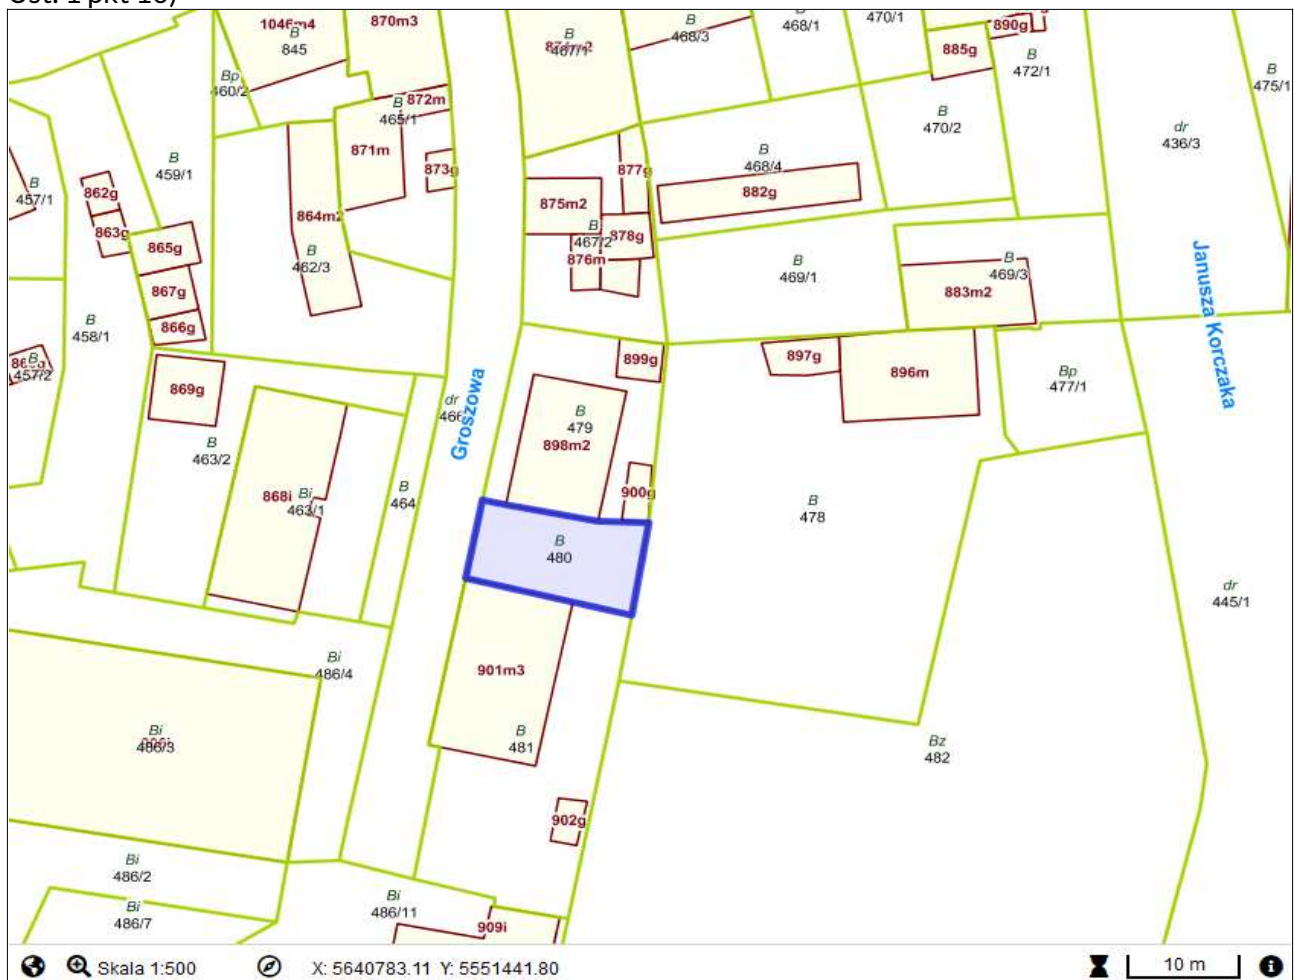 1046m4
B
845
870m3
B
467/1
B
468/3
B
468/1
470/1
890g
885g
B
472/1
B
475/1
Bp
460/2
872m
B
465/1
B
470/2
dr
436/3
871m
873g
877g
B
468/4
882g
B
459/1
B
457/1
862g
863g
865g
864m2
875m2
B
467/2
878g
876m
B
462/3
B
469/1
B
469/3
883m2
Janusza Korczaka
867g
866g
B
458/1
B
457/2
869g
899g
897g
896m
Bp
477/1
dr
466
Groszowa
B
479
898m2
B
463/2
868i
Bi
463/1
B
464
900g
B
478
B
480
dr
445/1
Bi
486/4
901m3
B
481
Bi
486/3
Bz
482
902g
Bi
486/2
Bi
486/7
Bi
486/11
909i
Skala 1:500
X: 5640783.11 Y: 5551441.80
10 m